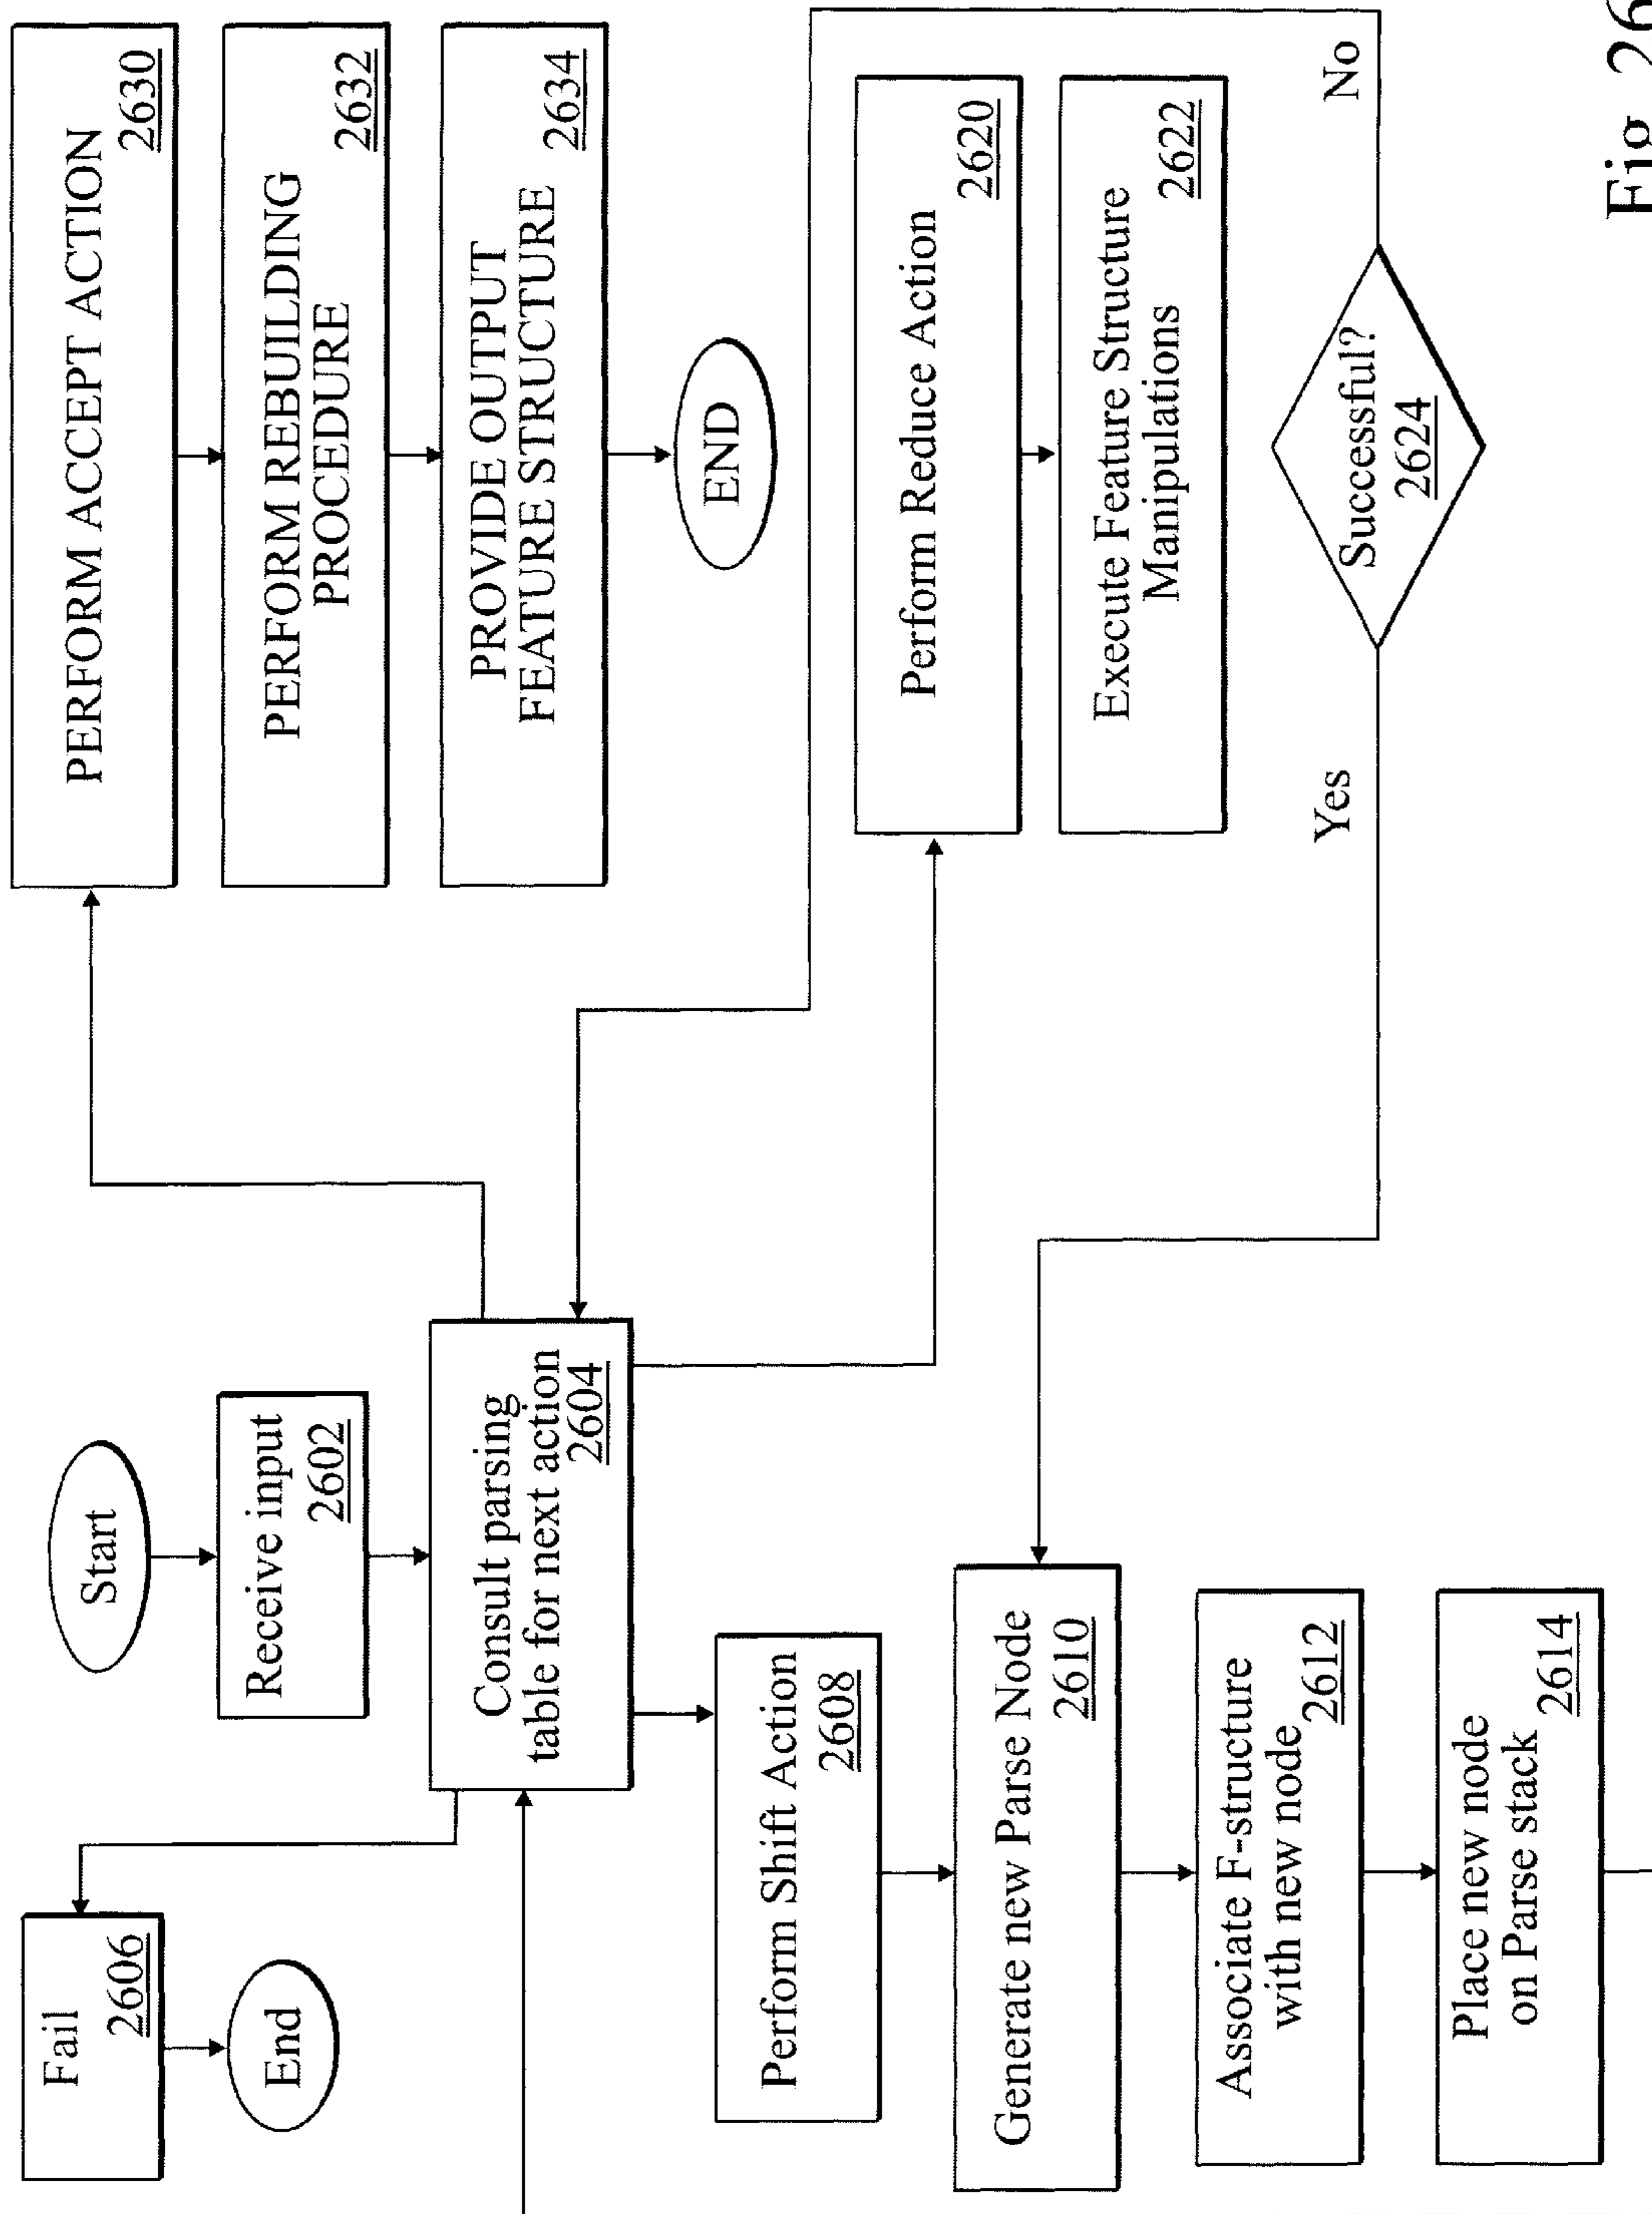 Start
Receive input
2602
Consult parsing
table for next action
2604
Fail
2606
End
Perform Shift Action
2608
Generate new Parse Node
2610
Associate F-structure
with new node
2612
Place new node
on Parse stack
2614
PERFORM ACCEPT ACTION
2630
PERFORM REBUILDING
PROCEDURE
2632
PROVIDE OUTPUT
FEATURE STRUCTURE
2634
END
Perform Reduce Action
2620
Execute Feature Structure
Manipulations
2622
Successful?
2624
Yes
No
Fig 26